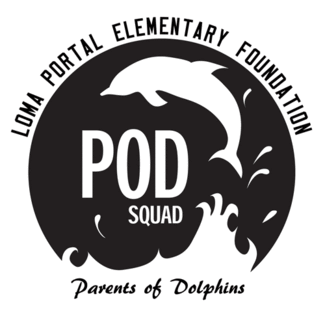 LOMA PORTAL ELEMENTARY FOUNDATION
POD
SQUAD
Parents of Dolphins